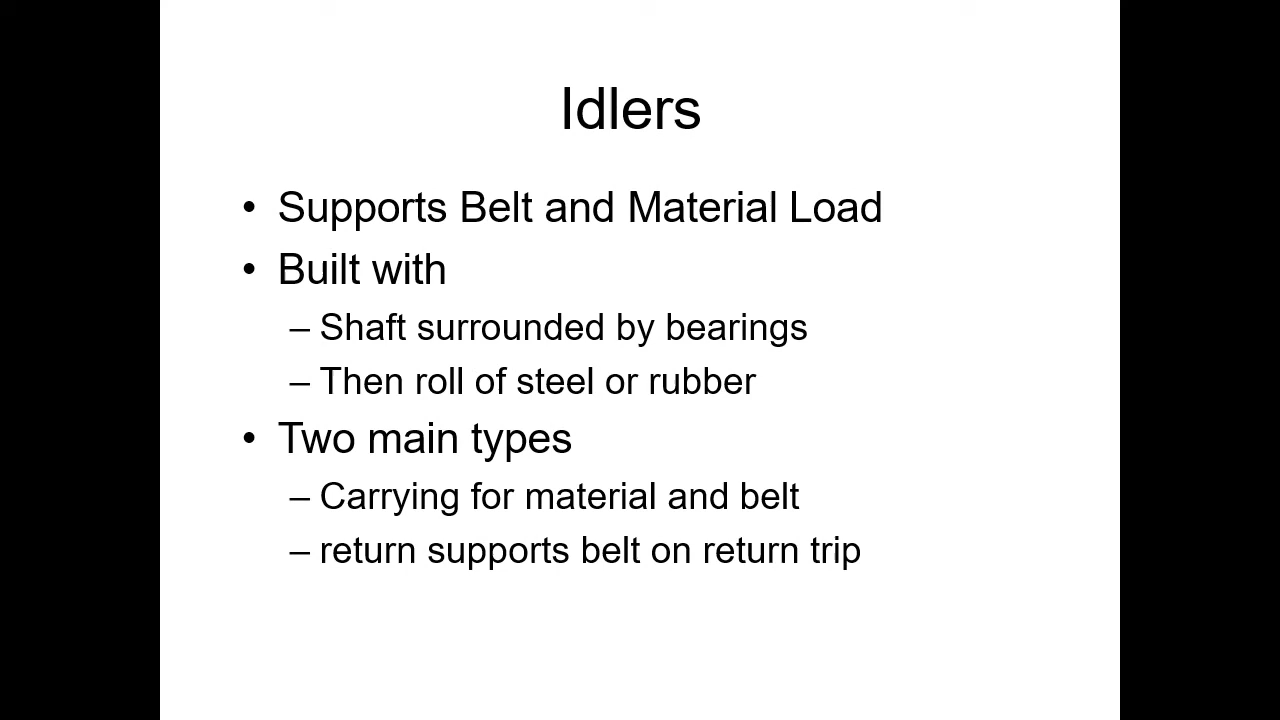 Idlers
• Supports Belt and Material Load
• Built with
– Shaft surrounded by bearings
– Then roll of steel or rubber
• Two main types
– Carrying for material and belt
– return supports belt on return trip